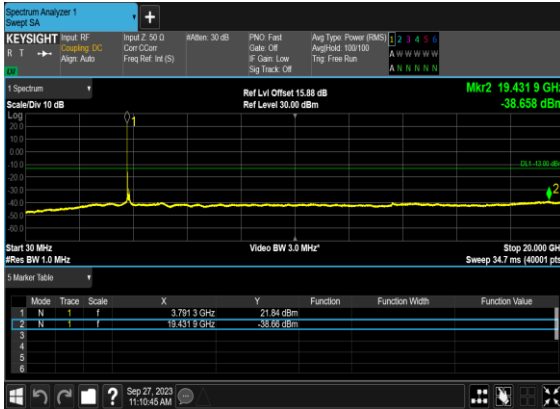 Spectrum Analyzer 1
Swept SA
+
KEYSIGHT
R T
LV
Input: RF
Coupling: DC
Align: Auto
Input Z: 50 Ω
Corr CCorr
Freq Ref: Int (S)
#Atten: 30 dB
PNO: Fast
Gate: Off
IF Gain: Low
Sig Track: Off
Avg Type: Power (RMS)
Avg|Hold: 100/100
Trig: Free Run
1 2 3 4 5 6
A W W W W W
A N N N N N
1 Spectrum
Scale/Div 10 dB
Ref Lvl Offset 15.88 dB
Ref Level 30.00 dBm
Mkr2 19.431 9 GHz
-38.658 dBm
Log
20.0
10.0
0.00
-10.0
-20.0
-30.0
-40.0
-50.0
-60.0
1
DL1 -13.00 dBm
2
Start 30 MHz
#Res BW 1.0 MHz
Video BW 3.0 MHz*
Stop 20.000 GHz
Sweep 34.7 ms (40001 pts)
5 Marker Table
Mode Trace Scale X Y Function Function Width Function Value
1 N 1 f 3.791 3 GHz 21.84 dBm
2 N 1 f 19.431 9 GHz -38.66 dBm
3
4
5
6
? Sep 27, 2023
11:10:45 AM